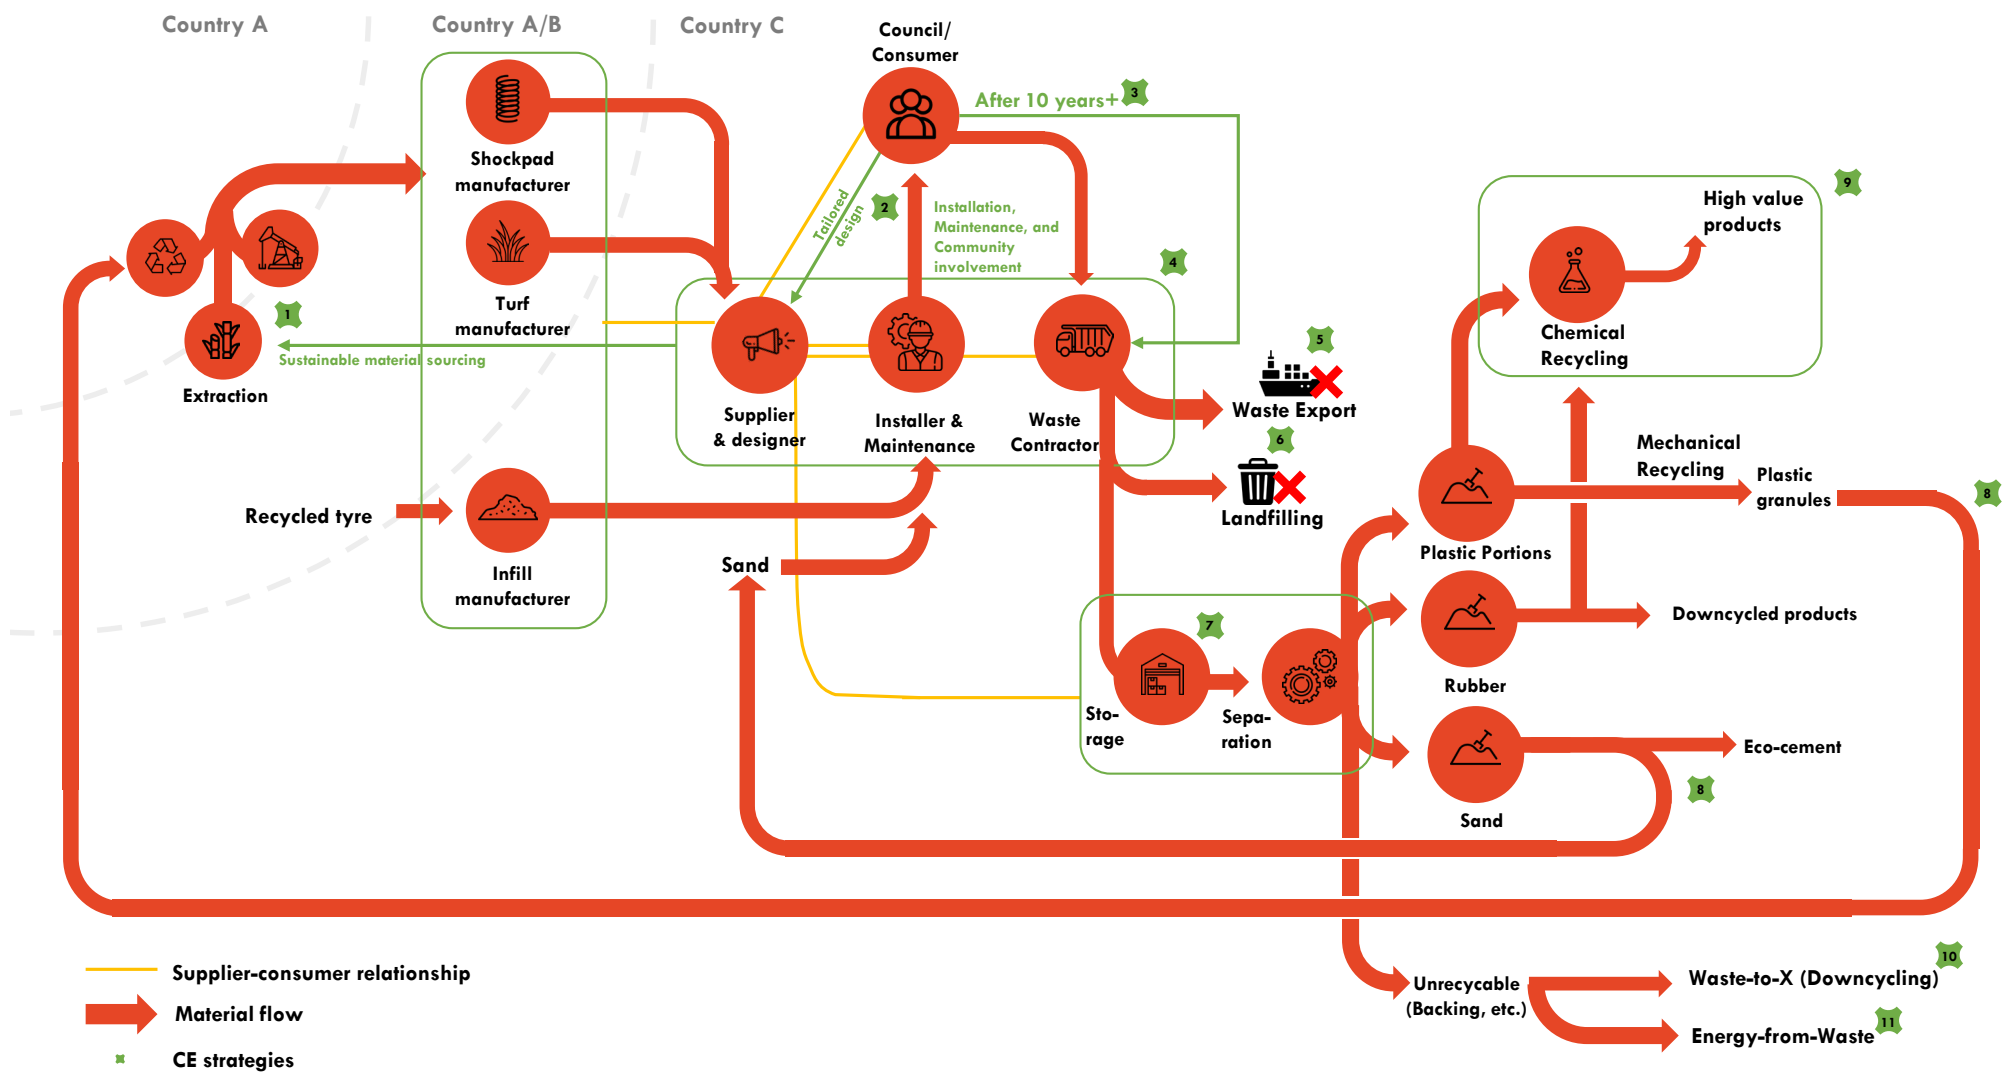 Country A
Country A/B
Country C
Council/
Consumer
After 10 years+
3
Shockpad
manufacturer
Tailored
design
2
Installation,
Maintenance, and
Community
involvement
4
9
High value
products
Turf
manufacturer
1
Sustainable material sourcing
Extraction
Supplier
& designer
Installer &
Maintenance
Waste
Contractor
5
Waste Export
6
Landfilling
Chemical
Recycling
Mechanical
Recycling
Plastic
granules
8
Plastic Portions
Recycled tyre
Infill
manufacturer
Sand
7
Sto-
rage
Sepa-
ration
Rubber
Downcycled products
Sand
Eco-cement
8
Unrecycable
(Backing, etc.)
Waste-to-X (Downcycling)
10
Energy-from-Waste
11
Supplier-consumer relationship
Material flow
CE strategies